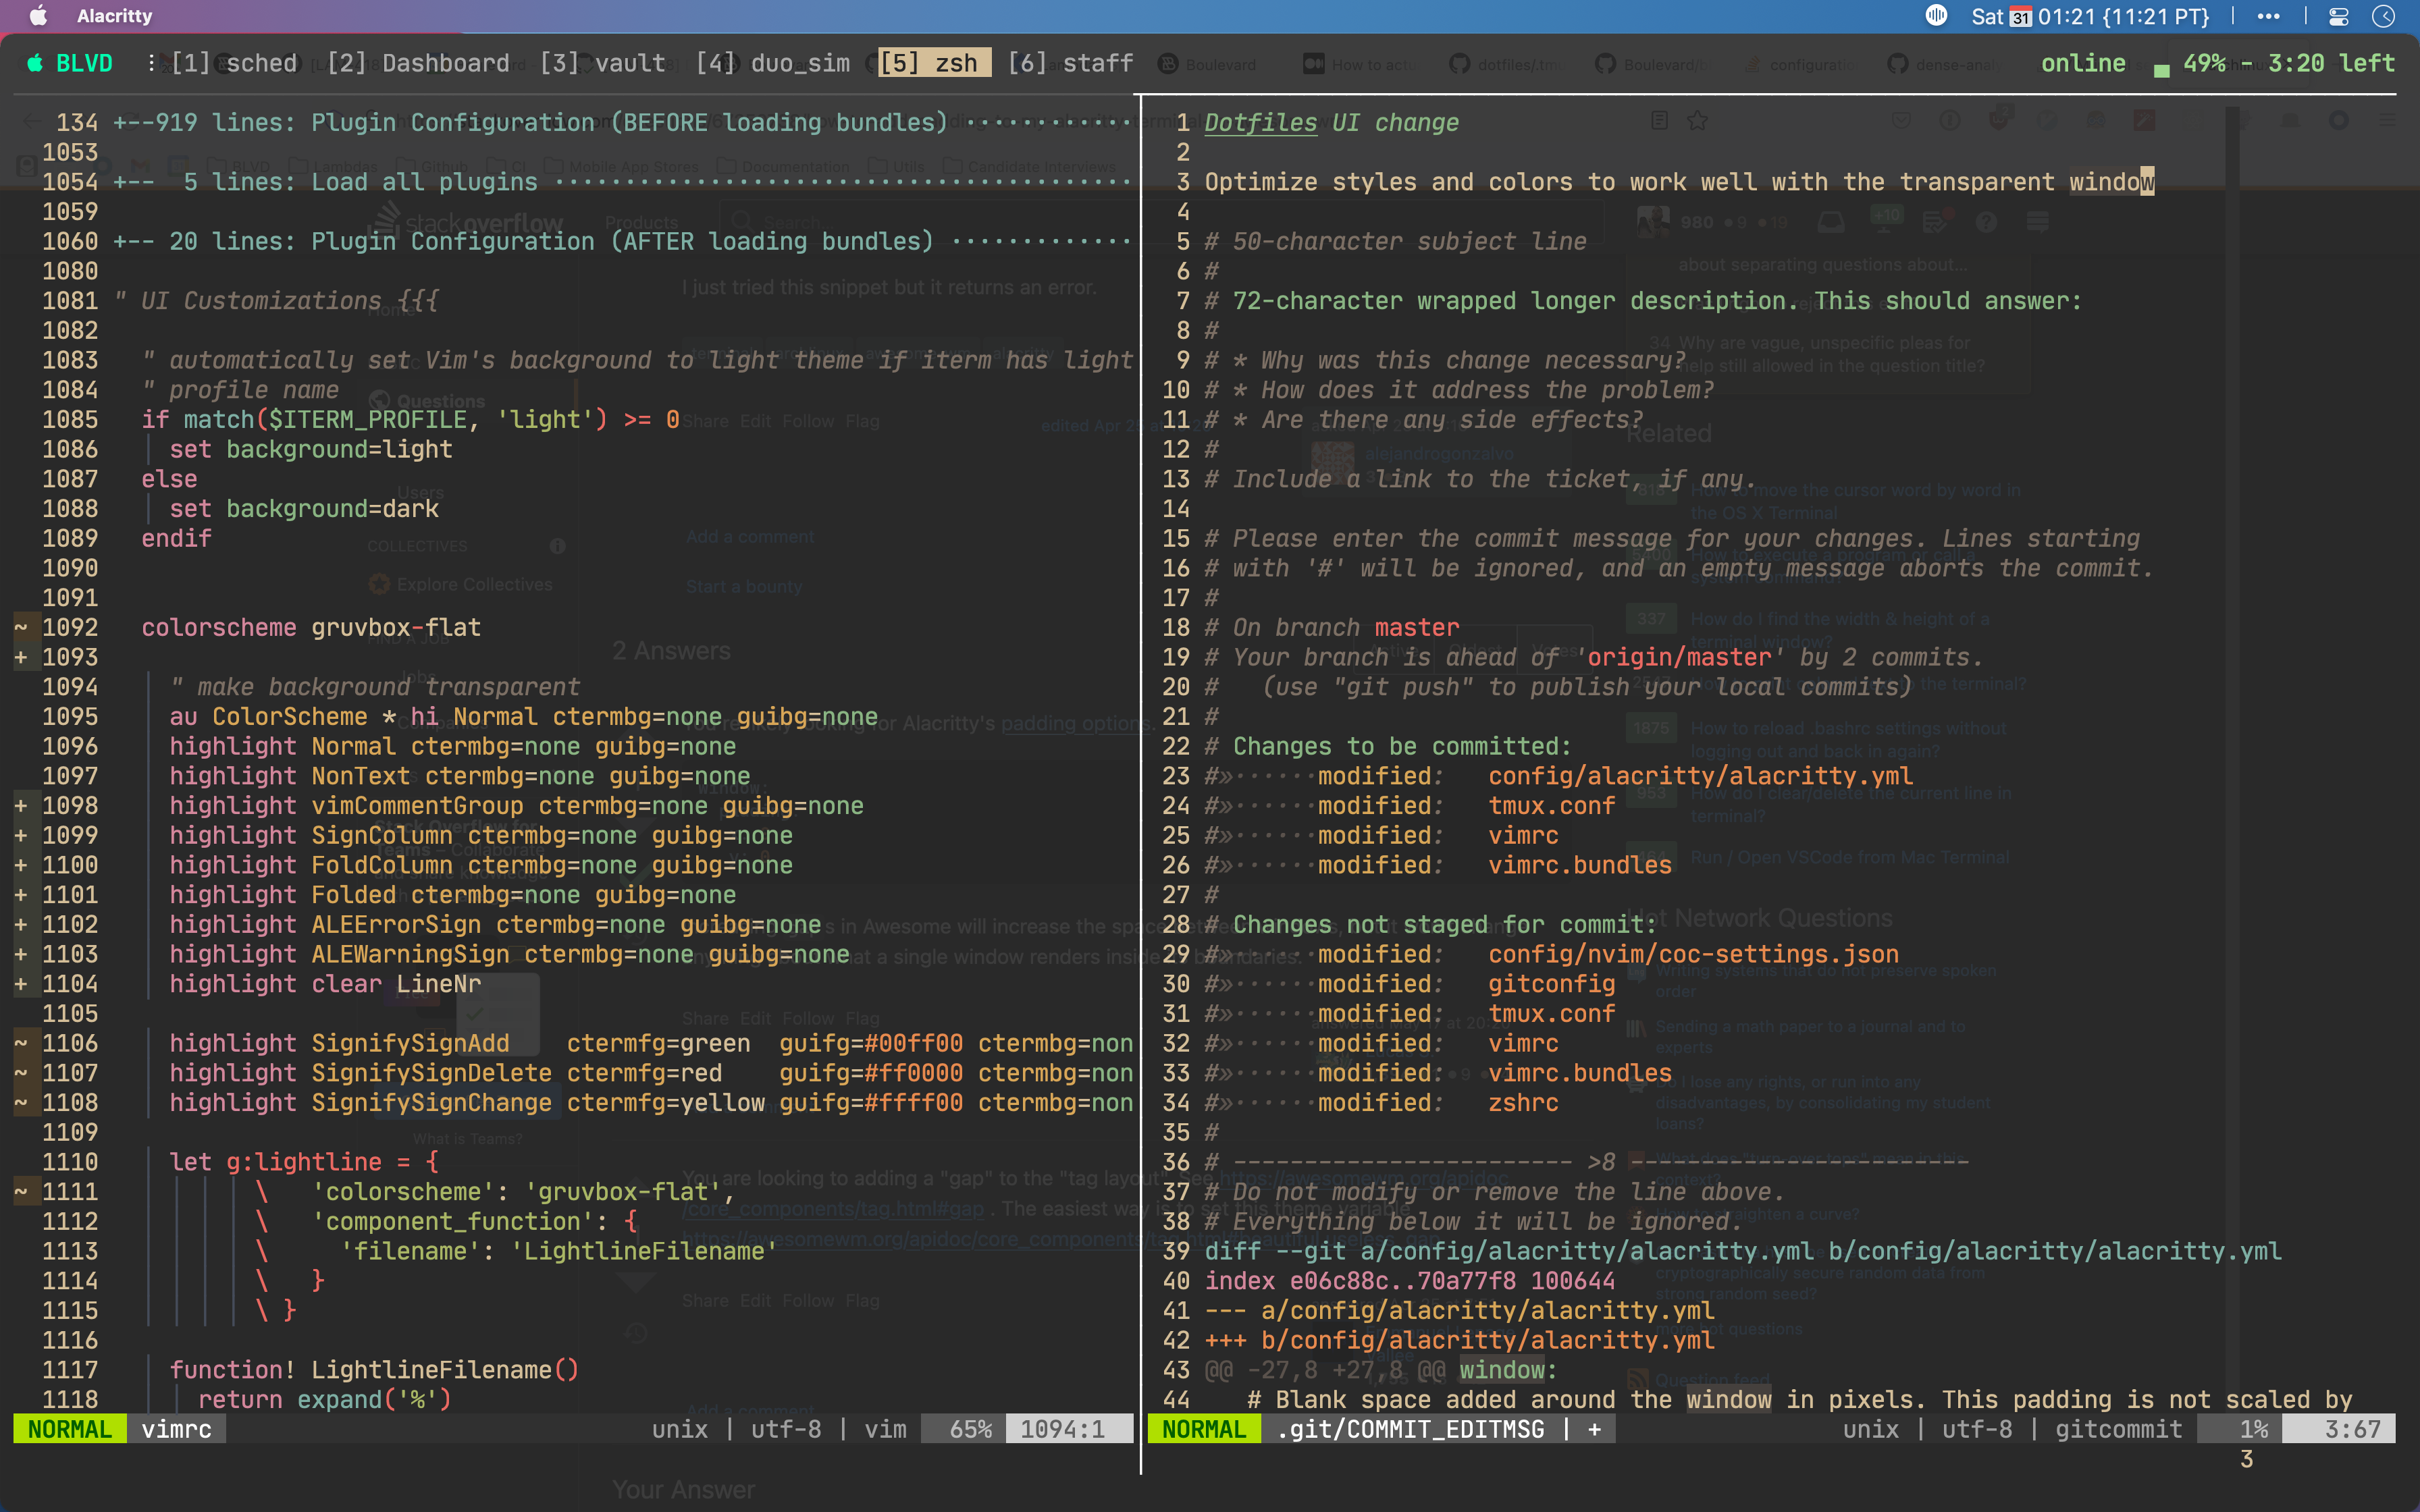 Alacritty
Sat 31 01:21 {11:21 PT}
BLVD [1] sched [2] Dashboard [3] vault [4] duo_sim [5] zsh [6] staff
online 49% - 3:20 left
134 +--919 lines: Plugin Configuration (BEFORE loading bundles) ·············
1053
1054 +-- 5 lines: Load all plugins ·········································
1059
1060 +-- 20 lines: Plugin Configuration (AFTER loading bundles) ·············
1080
1081 " UI Customizations {{{
1082
1083 " automatically set Vim's background to light theme if iterm has light
1084 " profile name
1085 if match($ITERM_PROFILE, 'light') >= 0
1086 set background=light
1087 else
1088 set background=dark
1089 endif
1090
1091
~ 1092 colorscheme gruvbox-flat
+ 1093
1094 " make background transparent
1095 au ColorScheme * hi Normal ctermbg=none guibg=none
1096 highlight Normal ctermbg=none guibg=none
1097 highlight NonText ctermbg=none guibg=none
+ 1098 highlight vimCommentGroup ctermbg=none guibg=none
+ 1099 highlight SignColumn ctermbg=none guibg=none
+ 1100 highlight FoldColumn ctermbg=none guibg=none
+ 1101 highlight Folded ctermbg=none guibg=none
+ 1102 highlight ALEErrorSign ctermbg=none guibg=none
+ 1103 highlight ALEWarningSign ctermbg=none guibg=none
+ 1104 highlight clear LineNr
1105
~ 1106 highlight SignifySignAdd ctermfg=green guifg=#00ff00 ctermbg=non
~ 1107 highlight SignifySignDelete ctermfg=red guifg=#ff0000 ctermbg=non
~ 1108 highlight SignifySignChange ctermfg=yellow guifg=#ffff00 ctermbg=non
1109
1110 let g:lightline = {
~ 1111 \ 'colorscheme': 'gruvbox-flat',
1112 \ 'component_function': {
1113 \ 'filename': 'LightlineFilename'
1114 \ }
1115 \ }
1116
1117 function! LightlineFilename()
1118 return expand('%')
NORMAL vimrc unix | utf-8 | vim 65% 1094:1
1 Dotfiles UI change
2
3 Optimize styles and colors to work well with the transparent window
4
5 # 50-character subject line
6 #
7 # 72-character wrapped longer description. This should answer:
8 #
9 # * Why was this change necessary?
10 # * How does it address the problem?
11 # * Are there any side effects?
12 #
13 # Include a link to the ticket, if any.
14
15 # Please enter the commit message for your changes. Lines starting
16 # with '#' will be ignored, and an empty message aborts the commit.
17 #
18 # On branch master
19 # Your branch is ahead of 'origin/master' by 2 commits.
20 # (use "git push" to publish your local commits)
21 #
22 # Changes to be committed:
23 #»······modified: config/alacritty/alacritty.yml
24 #»······modified: tmux.conf
25 #»······modified: vimrc
26 #»······modified: vimrc.bundles
27 #
28 # Changes not staged for commit:
29 #»······modified: config/nvim/coc-settings.json
30 #»······modified: gitconfig
31 #»······modified: tmux.conf
32 #»······modified: vimrc
33 #»······modified: vimrc.bundles
34 #»······modified: zshrc
35 #
36 # ------------------------ >8 ------------------------
37 # Do not modify or remove the line above.
38 # Everything below it will be ignored.
39 diff --git a/config/alacritty/alacritty.yml b/config/alacritty/alacritty.yml
40 index e06c88c..70a77f8 100644
41 --- a/config/alacritty/alacritty.yml
42 +++ b/config/alacritty/alacritty.yml
43 @@ -27,8 +27,8 @@ window:
44 # Blank space added around the window in pixels. This padding is not scaled by
NORMAL .git/COMMIT_EDITMSG | + unix | utf-8 | gitcommit 1% 3:67
3